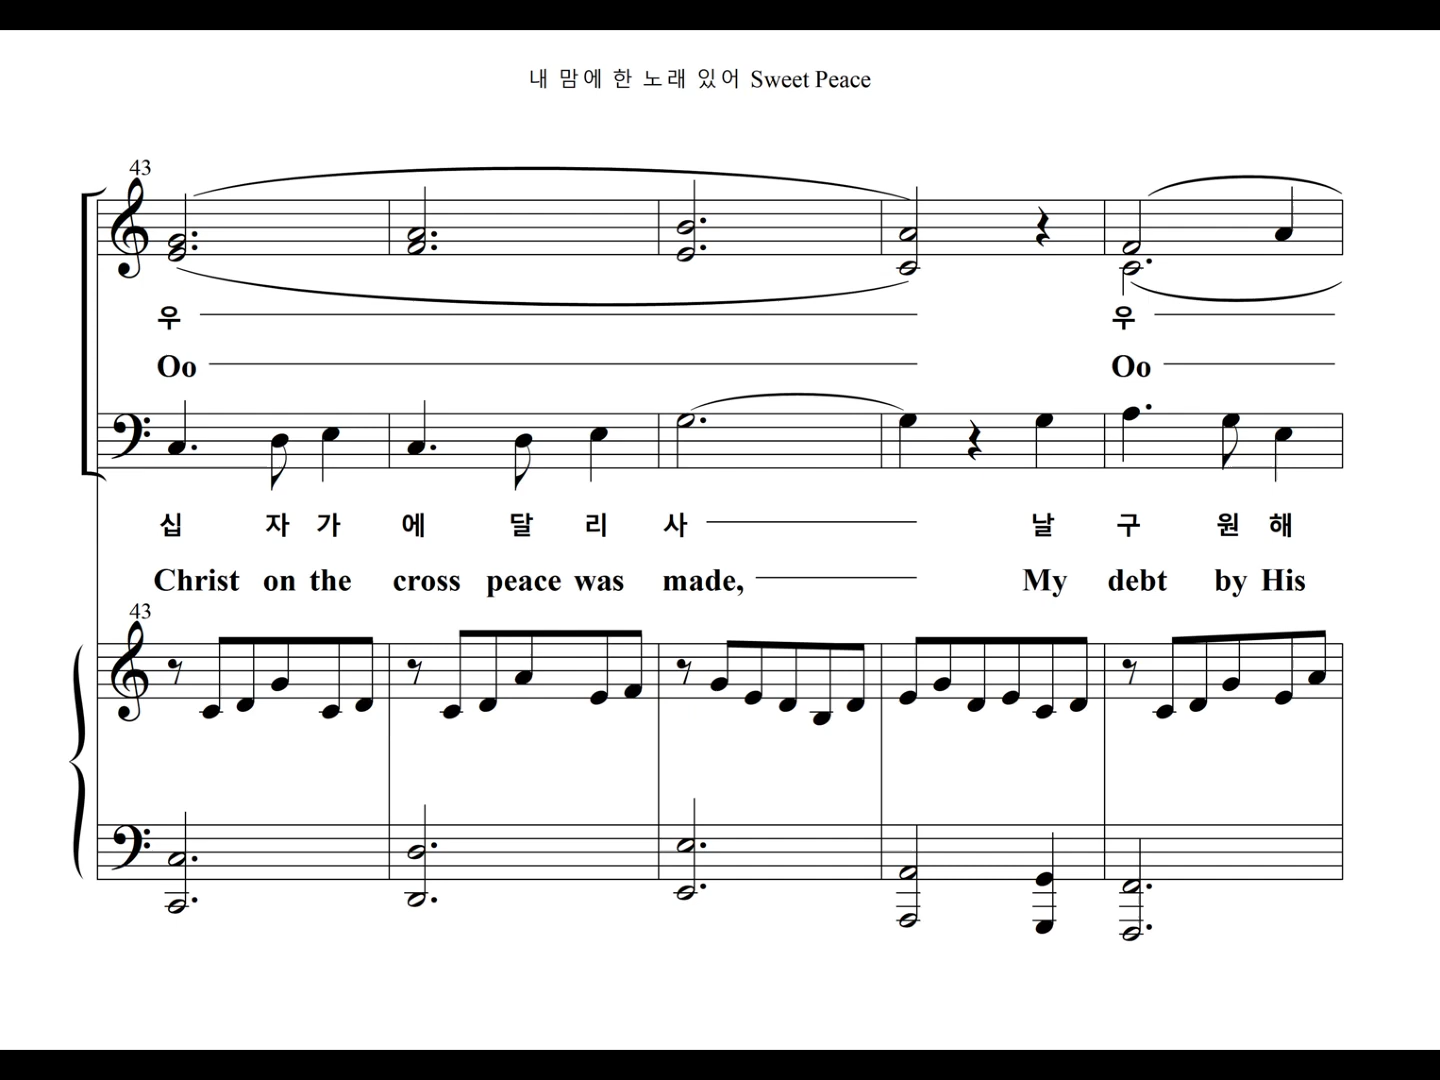 내 맘에 한 노래 있어 Sweet Peace
43
우 우
Oo Oo
십 자 가 에 달 리 사 날 구 원 해
Christ on the cross peace was made, My debt by His
43